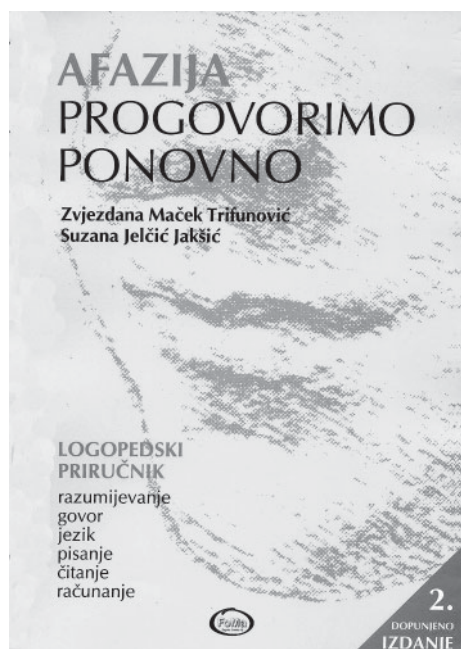 AFAZIJA
PROGOVORIMO
PONOVNO
Zvjezdana Maček Trifunović
Suzana Jelčić Jakšić
LOGOPEDSKI
PRIRUČNIK
razumijevanje
govor
jezik
pisanje
čitanje
računanje
FoMa
2.
DOPUNJENO
IZDANJE